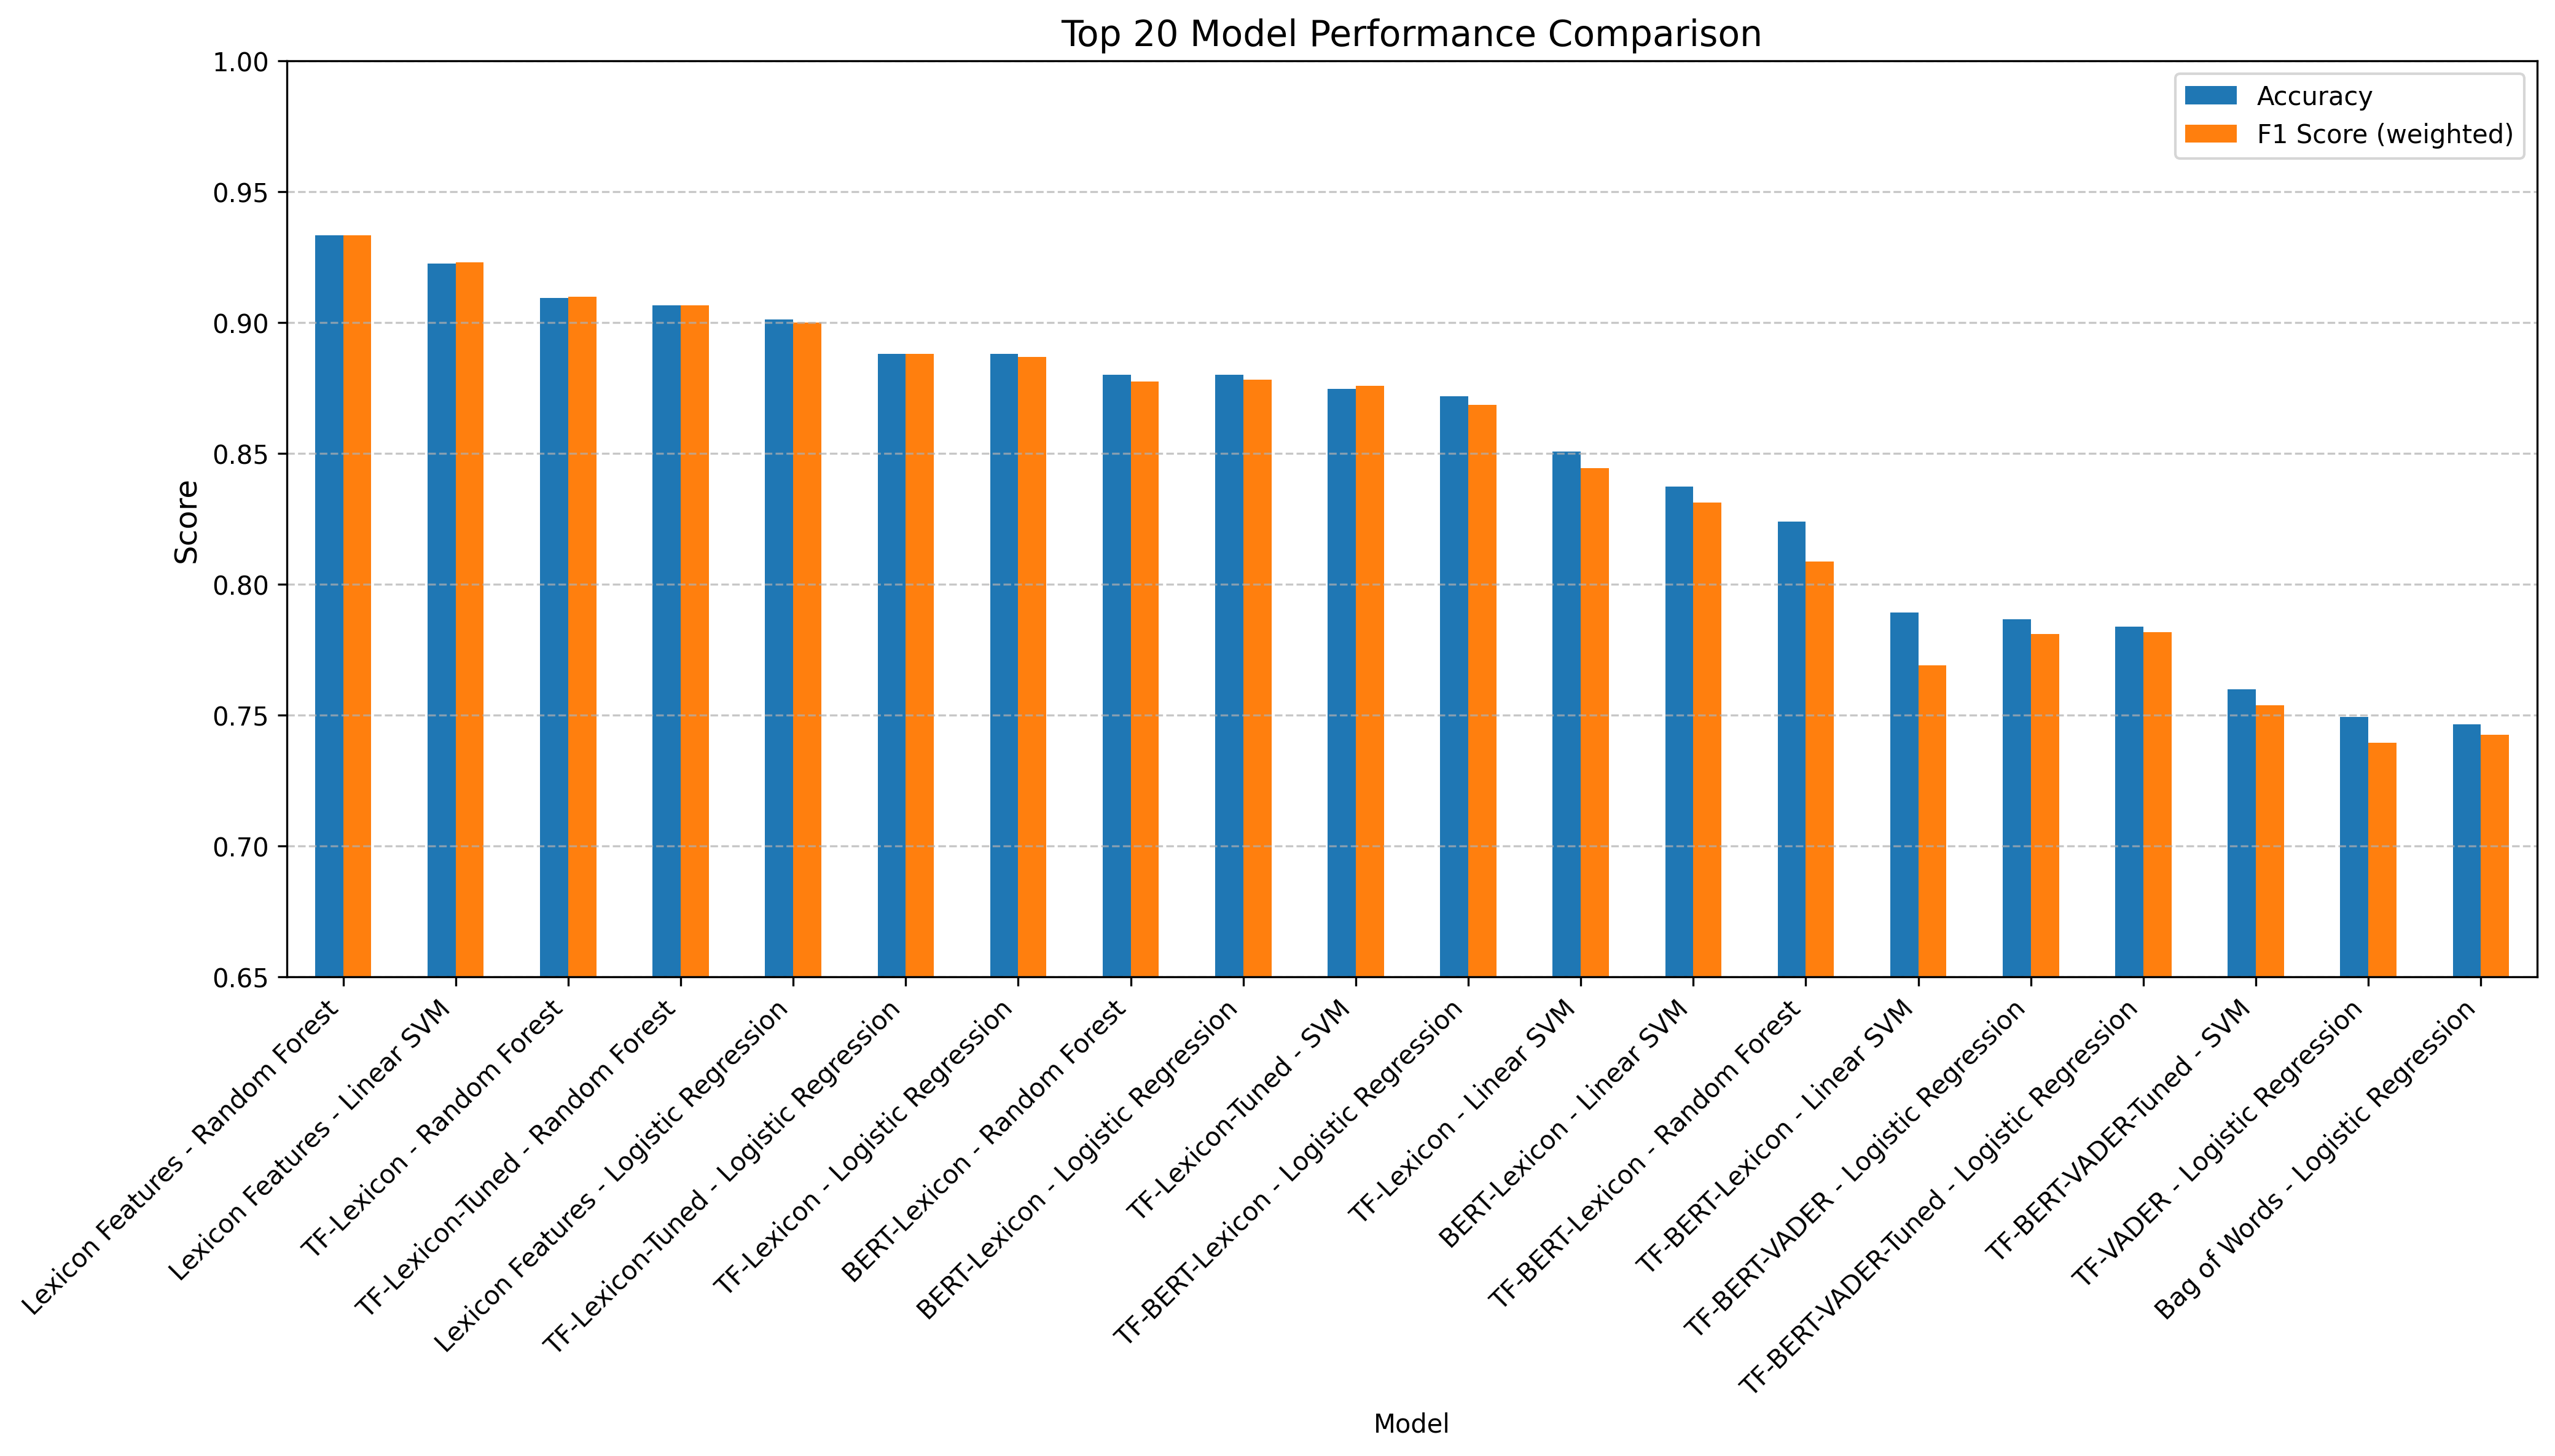 Top 20 Model Performance Comparison
1.00
0.95
0.90
0.85
0.80
0.75
0.70
0.65
Score
Accuracy
F1 Score (weighted)
Lexicon Features - Random Forest
Lexicon Features - Linear SVM
TF-Lexicon - Random Forest
TF-Lexicon-Tuned - Random Forest
Lexicon Features - Logistic Regression
TF-Lexicon-Tuned - Logistic Regression
TF-Lexicon - Logistic Regression
BERT-Lexicon - Random Forest
BERT-Lexicon - Logistic Regression
TF-Lexicon-Tuned - SVM
TF-BERT-Lexicon - Logistic Regression
TF-Lexicon - Linear SVM
BERT-Lexicon - Linear SVM
TF-BERT-Lexicon - Random Forest
TF-BERT-Lexicon - Linear SVM
TF-BERT-VADER - Logistic Regression
TF-BERT-VADER-Tuned - Logistic Regression
TF-BERT-VADER-Tuned - SVM
TF-VADER - Logistic Regression
Bag of Words - Logistic Regression
Model